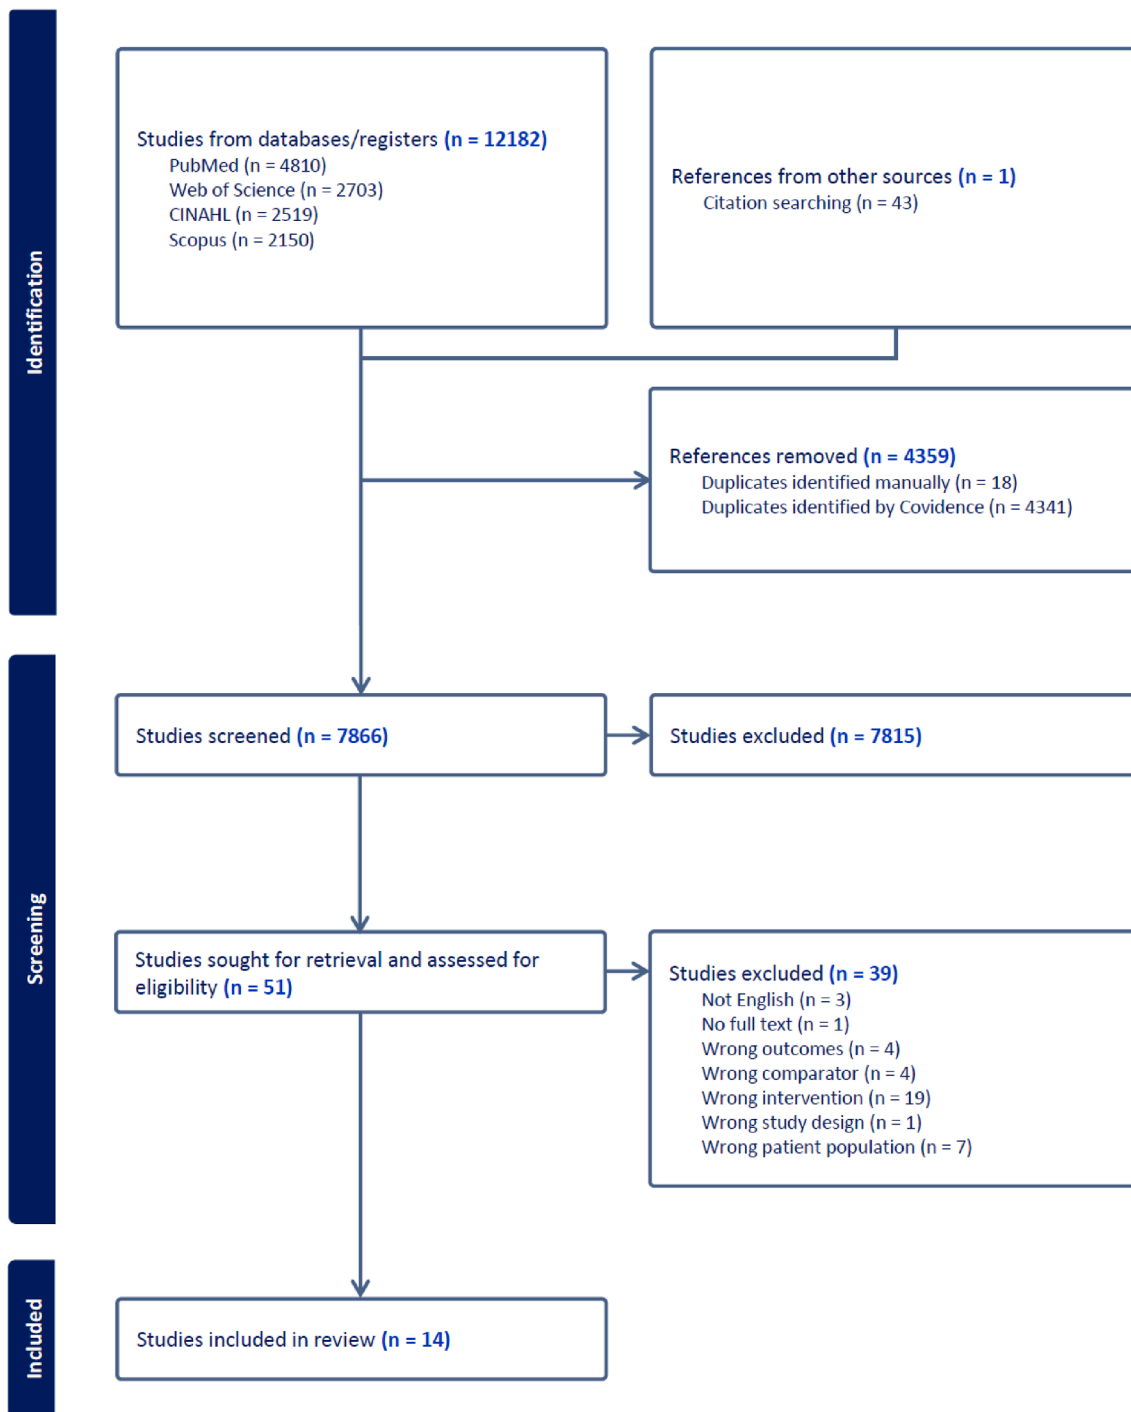 Identification
Studies from databases/registers (n = 12182)
PubMed (n = 4810)
Web of Science (n = 2703)
CINAHL (n = 2519)
Scopus (n = 2150)
References from other sources (n = 1)
Citation searching (n = 43)
References removed (n = 4359)
Duplicates identified manually (n = 18)
Duplicates identified by Covidence (n = 4341)
Screening
Studies screened (n = 7866)
Studies excluded (n = 7815)
Studies sought for retrieval and assessed for
eligibility (n = 51)
Studies excluded (n = 39)
Not English (n = 3)
No full text (n = 1)
Wrong outcomes (n = 4)
Wrong comparator (n = 4)
Wrong intervention (n = 19)
Wrong study design (n = 1)
Wrong patient population (n = 7)
Included
Studies included in review (n = 14)